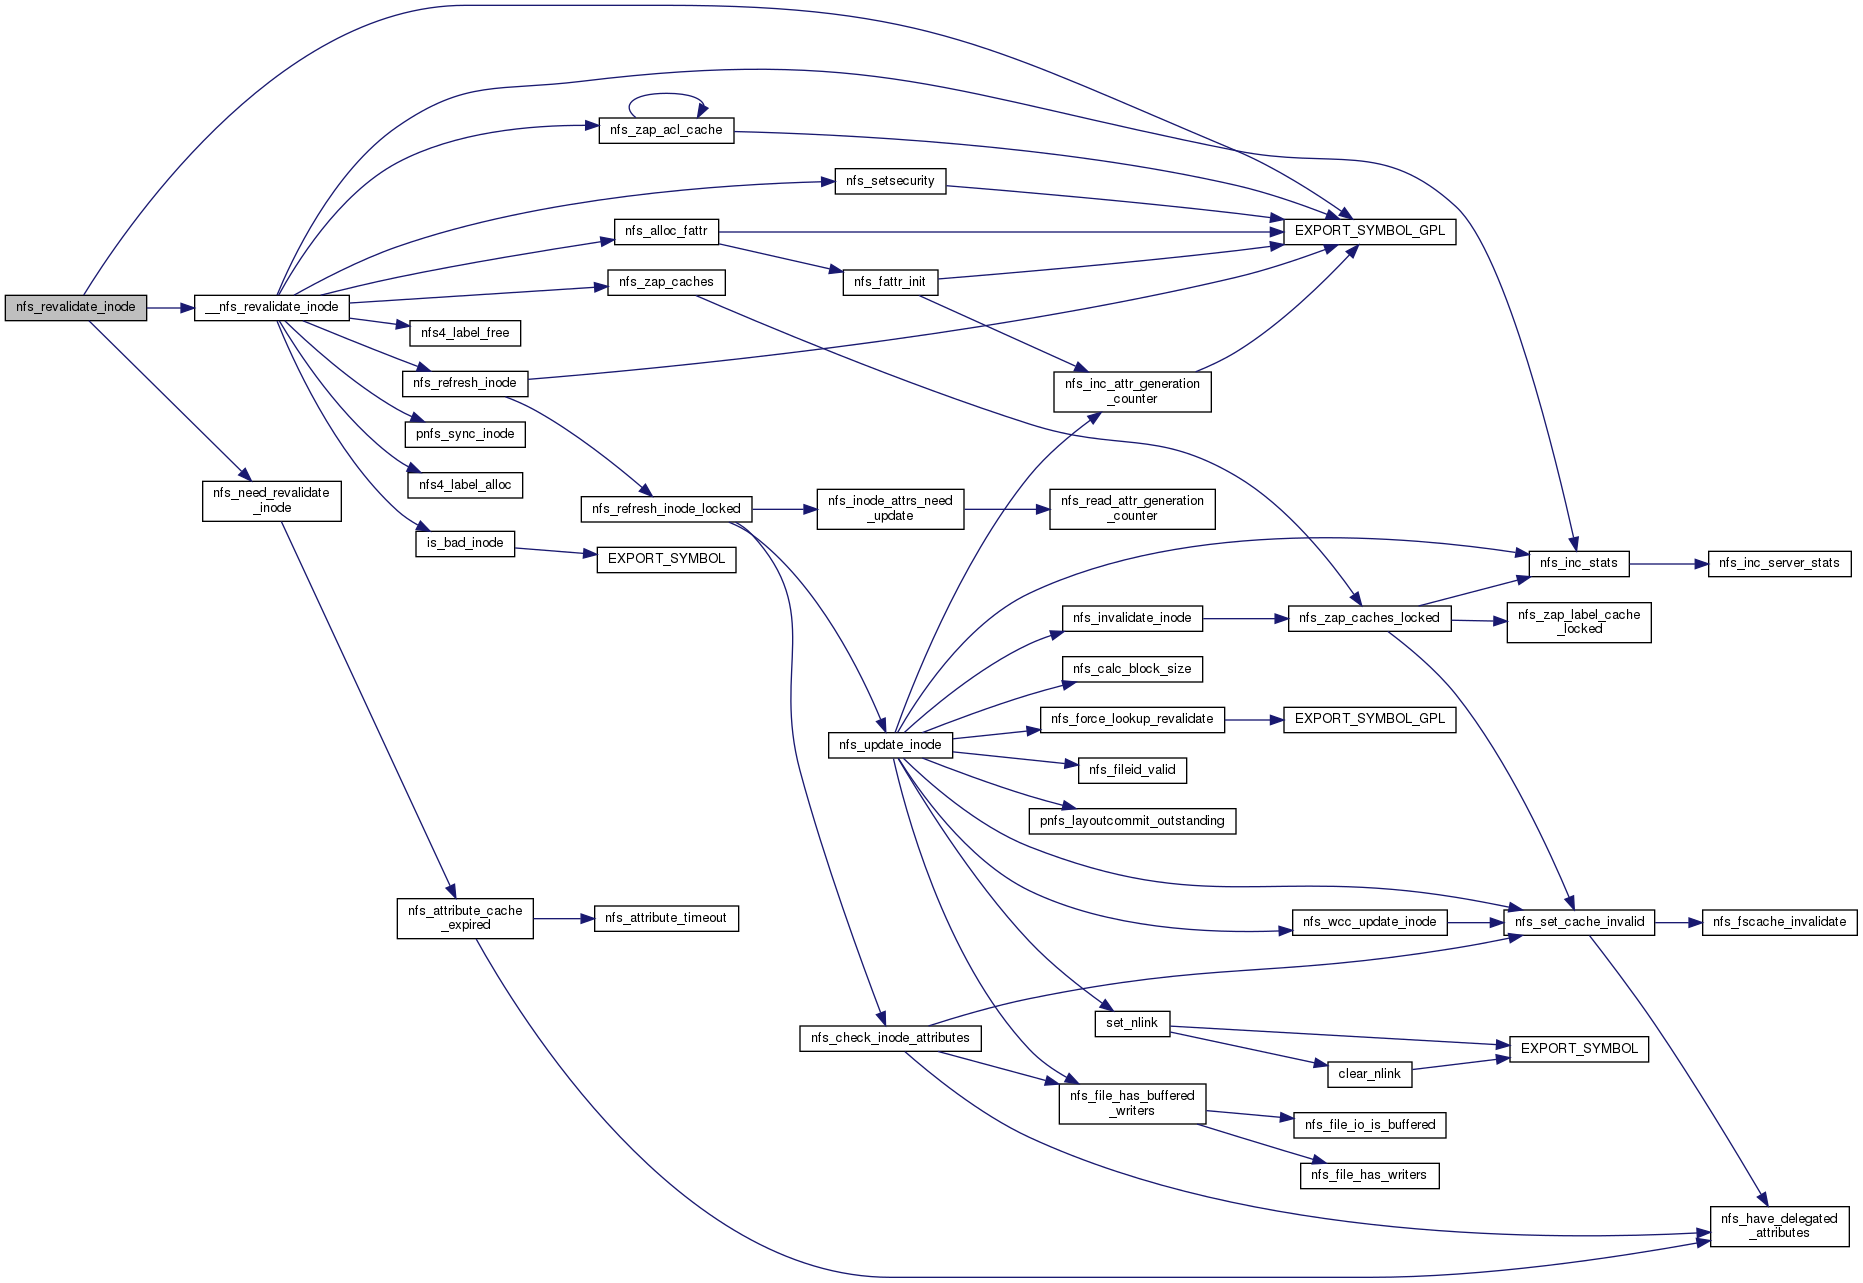 nfs_zap_acl_cache
nfs_setsecurity
nfs_alloc_fattr
EXPORT_SYMBOL_GPL
nfs_zap_caches
nfs_fattr_init
nfs_revalidate_inode
__nfs_revalidate_inode
nfs4_label_free
nfs_refresh_inode
nfs_inc_attr_generation
_counter
pnfs_sync_inode
nfs4_label_alloc
nfs_need_revalidate
_inode
nfs_refresh_inode_locked
nfs_inode_attrs_need
_update
nfs_read_attr_generation
_counter
is_bad_inode
EXPORT_SYMBOL
nfs_inc_stats
nfs_inc_server_stats
nfs_invalidate_inode
nfs_zap_caches_locked
nfs_zap_label_cache
_locked
nfs_calc_block_size
nfs_force_lookup_revalidate
EXPORT_SYMBOL_GPL
nfs_update_inode
nfs_fileid_valid
pnfs_layoutcommit_outstanding
nfs_attribute_cache
_expired
nfs_attribute_timeout
nfs_wcc_update_inode
nfs_set_cache_invalid
nfs_fscache_invalidate
set_nlink
nfs_check_inode_attributes
EXPORT_SYMBOL
clear_nlink
nfs_file_has_buffered
_writers
nfs_file_io_is_buffered
nfs_file_has_writers
nfs_have_delegated
_attributes